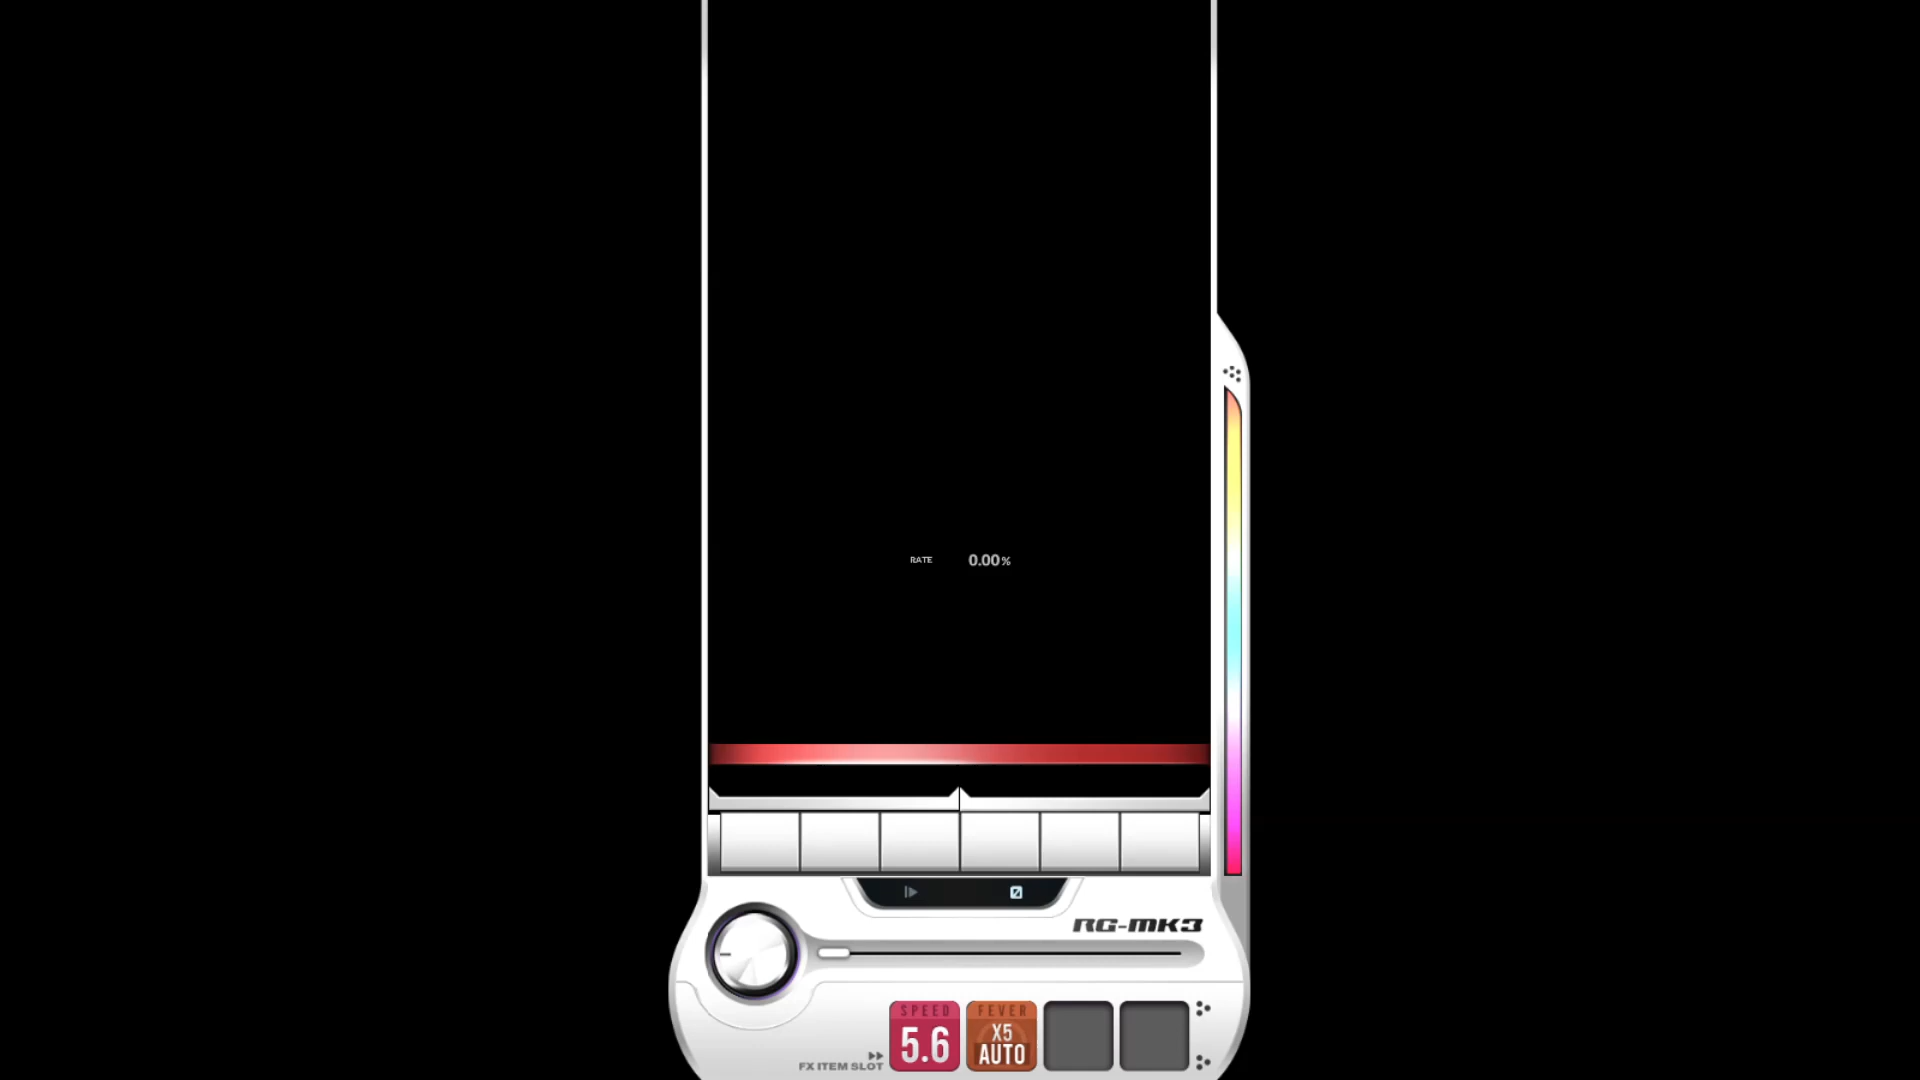 RATE 0.00%
RG-MK3
SPEED
5.6
FEVER
X5
AUTO
FX ITEM SLOT